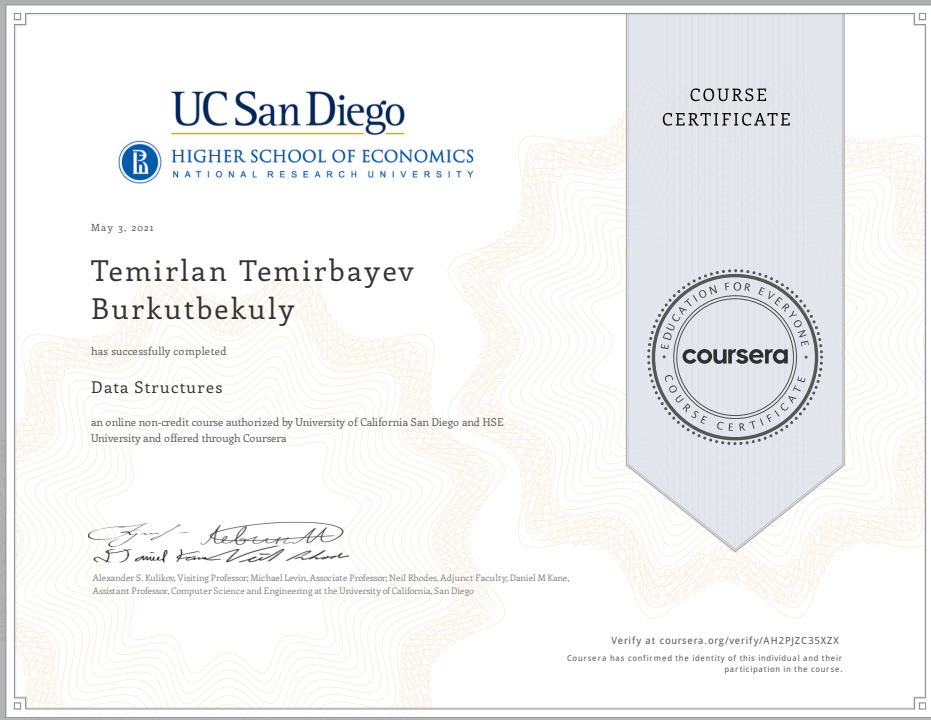 UC San Diego
HIGHER SCHOOL OF ECONOMICS
NATIONAL RESEARCH UNIVERSITY
COURSE
CERTIFICATE
May 3, 2021
Temirlan Temirbayev
Burkutbekuly
has successfully completed
Data Structures
an online non-credit course authorized by University of California San Diego and HSE
University and offered through Coursera
EDUCATION FOR EVERYONE
coursera
COURSE CERTIFICATE
Daniel Kane Neil Rhodes
Alexander S. Kulikov, Visiting Professor; Michael Levin, Associate Professor; Neil Rhodes, Adjunct Faculty; Daniel M Kane,
Assistant Professor, Computer Science and Engineering at the University of California, San Diego
Verify at coursera.org/verify/AH2PJZC35XZX
Coursera has confirmed the identity of this individual and their
participation in the course.